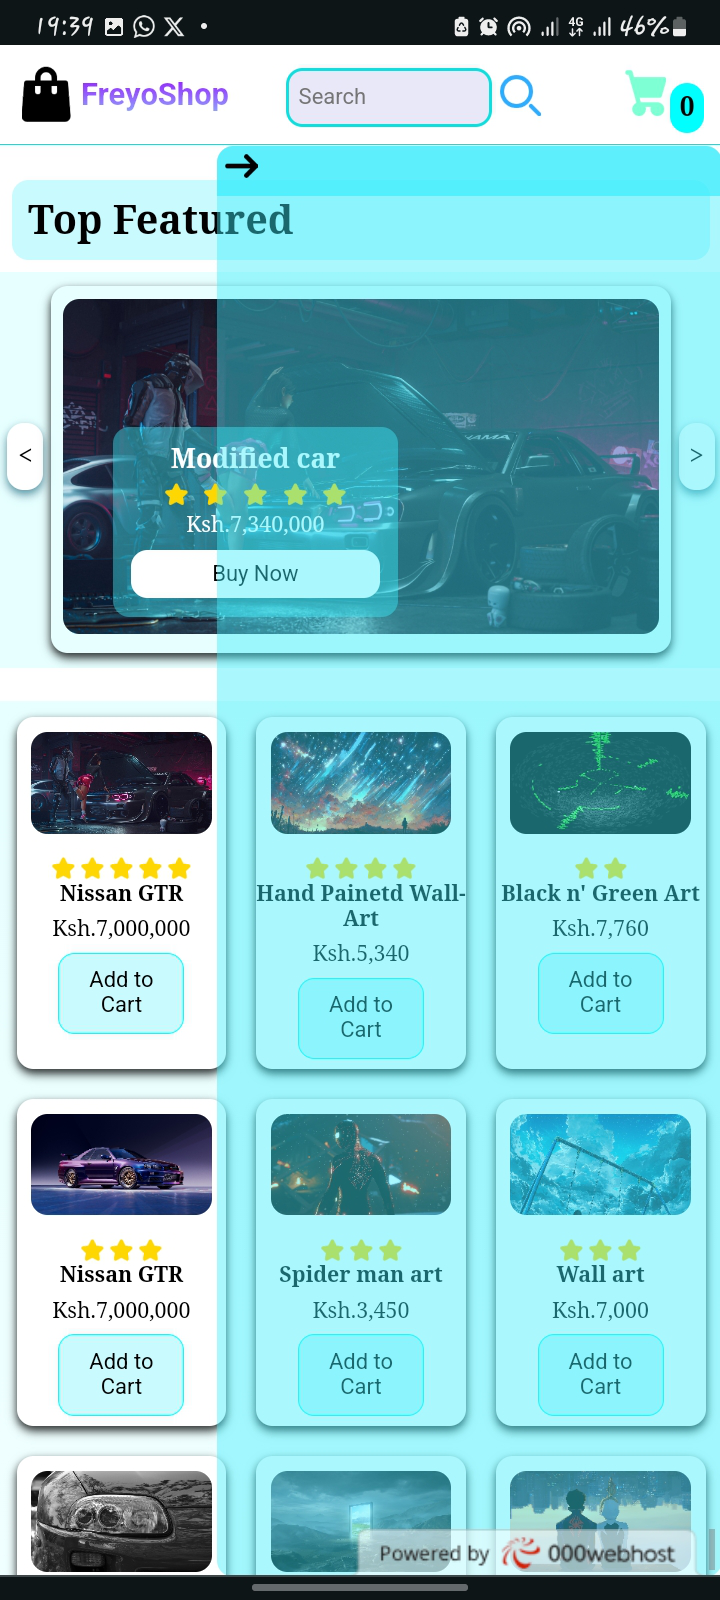 19:39
4G
46%
FreyoShop
Search
0
Top Featured
<
Modified car
Ksh.7,340,000
Buy Now
>
Nissan GTR
Ksh.7,000,000
Add to
Cart
Hand Painetd Wall-
Art
Ksh.5,340
Add to
Cart
Black n' Green Art
Ksh.7,760
Add to
Cart
Nissan GTR
Ksh.7,000,000
Add to
Cart
Spider man art
Ksh.3,450
Add to
Cart
Wall art
Ksh.7,000
Add to
Cart
Powered by 000webhost